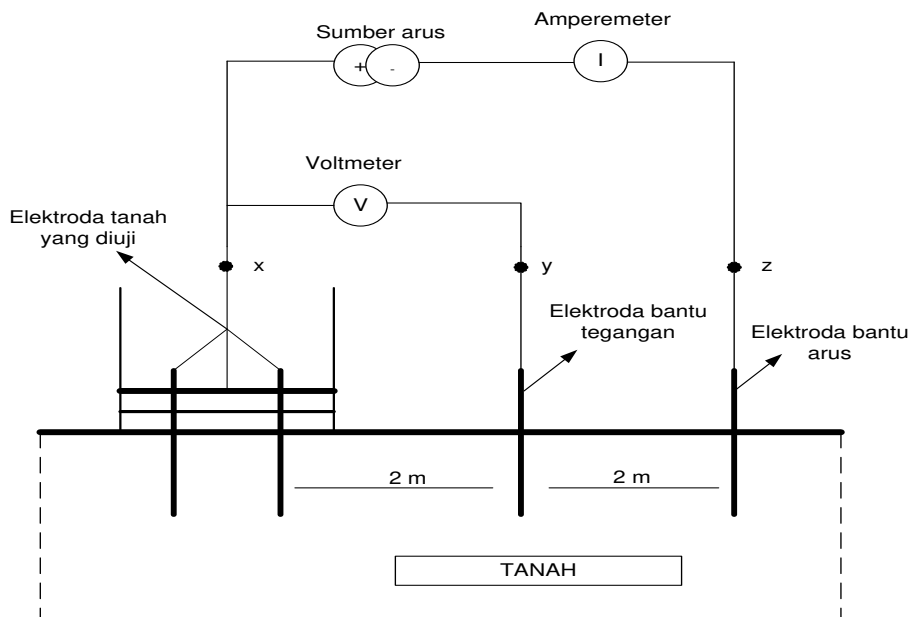 Amperemeter
Sumber arus
+
-
I
Voltmeter
V
Elektroda tanah
yang diuji
x
y
z
Elektroda bantu
tegangan
Elektroda bantu
arus
2 m
2 m
TANAH